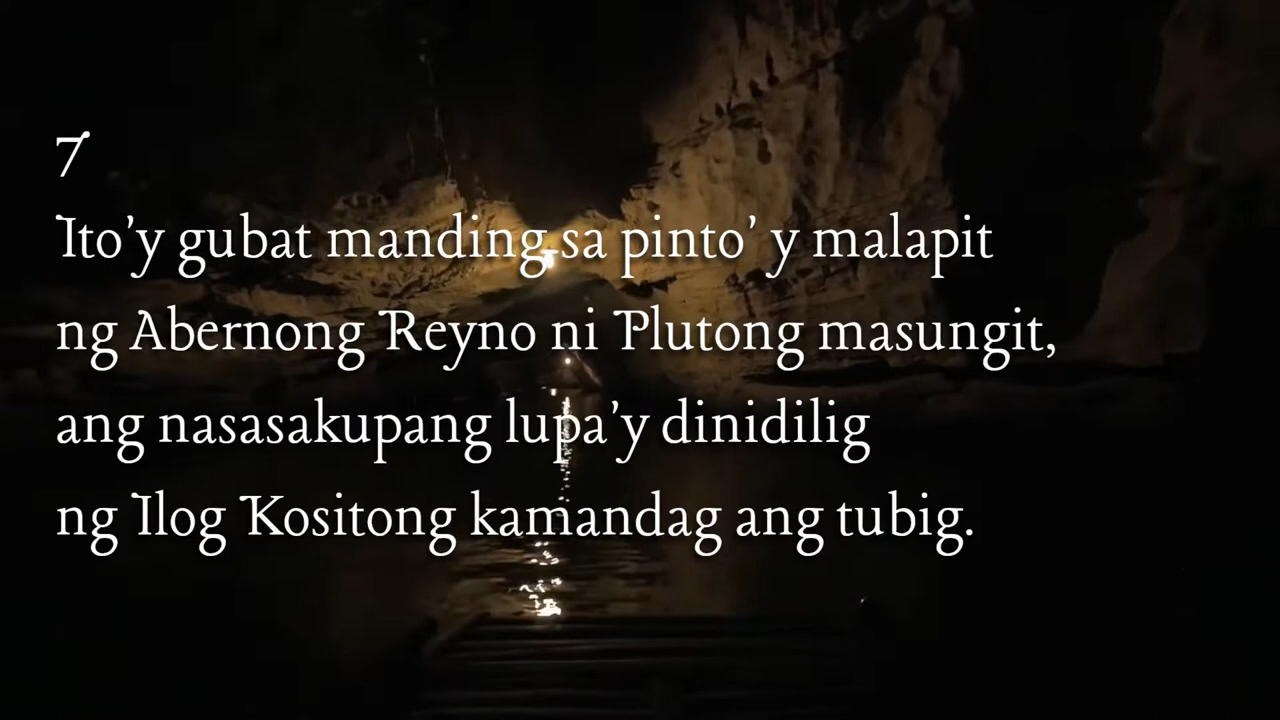 7
Ito'y gubat manding sa pinto' y malapit
ng Abernong Reyno ni Plutong masungit,
ang nasasakupang lupa'y dinidilig
ng Ilog Kositong kamandag ang tubig.